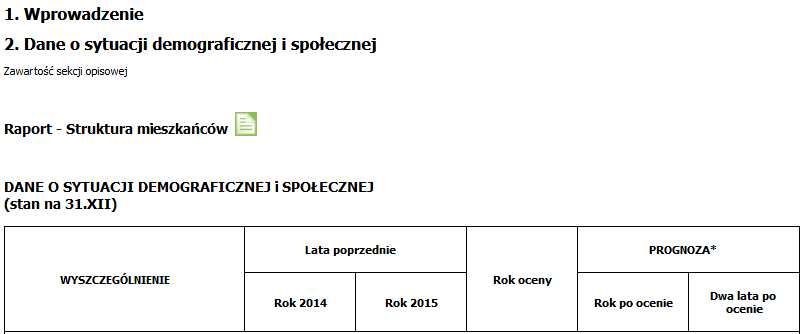 1. Wprowadzenie
2. Dane o sytuacji demograficznej i społecznej
Zawartość sekcji opisowej
Raport - Struktura mieszkańców
DANE O SYTUACJI DEMOGRAFICZNEJ i SPOŁECZNEJ
(stan na 31.XII)
WYSZCZEGÓLNIENIE
Lata poprzednie
Rok oceny
PROGNOZA*
Rok 2014
Rok 2015
Rok po ocenie
Dwa lata po
ocenie